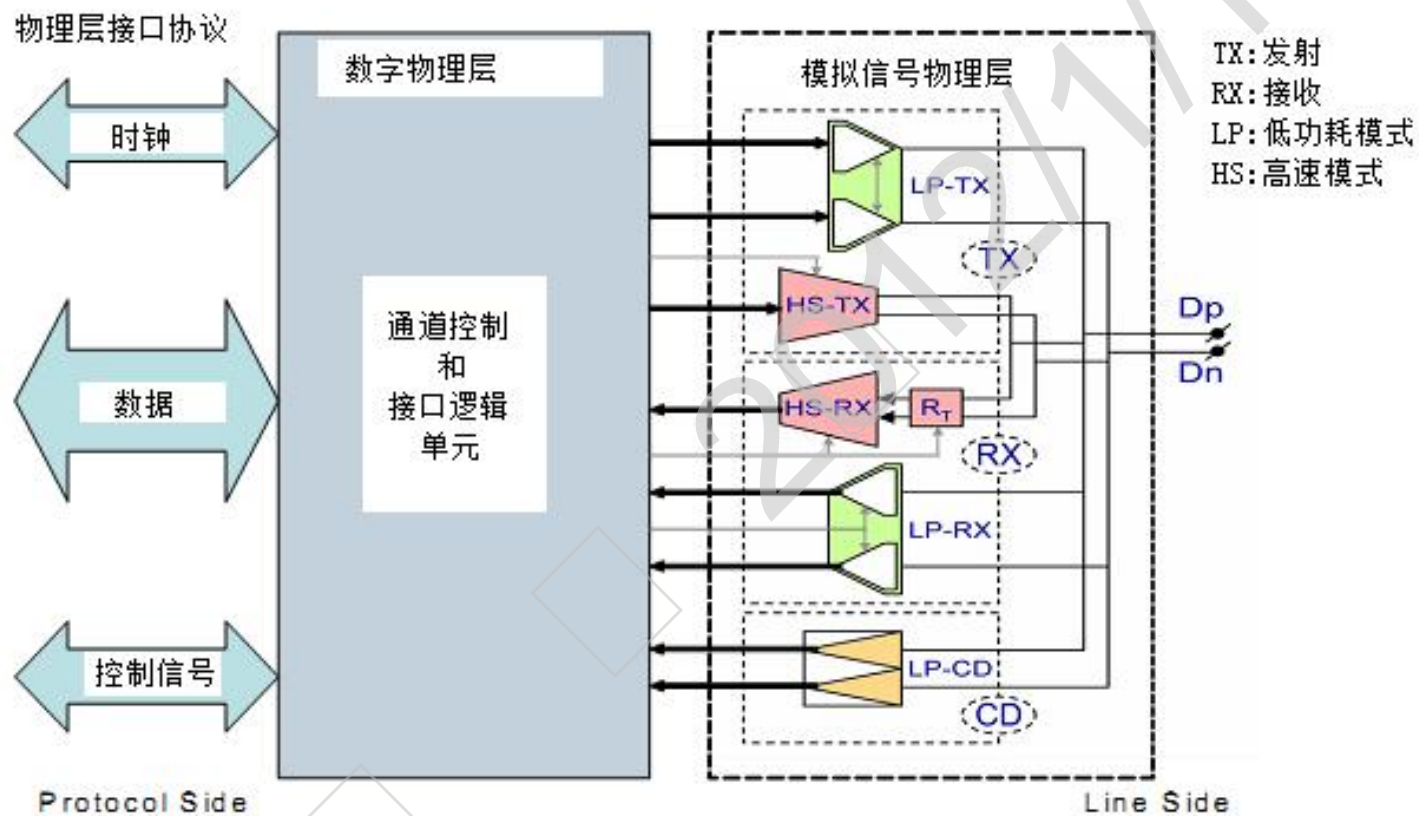 物理层接口协议
数字物理层
模拟信号物理层
TX:发射
RX:接收
LP:低功耗模式
HS:高速模式
时钟
LP-TX
TX
HS-TX
通道控制
和
接口逻辑
单元
Dp
Dn
数据
HS-RX
RT
RX
LP-RX
控制信号
LP-CD
CD
Protocol Side
Line Side
2012/1/1